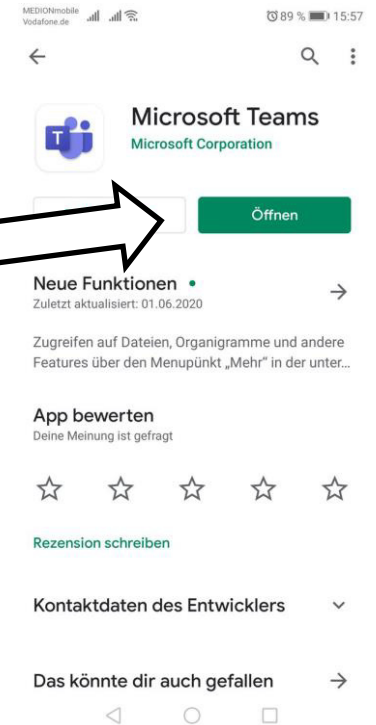 MEDIONmobile
Vodafone.de
89 % 15:57
Microsoft Teams
T
Microsoft Corporation
Öffnen
Neue Funktionen •
Zuletzt aktualisiert: 01.06.2020
Zugreifen auf Dateien, Organigramme und andere
Features über den Menupünkt „Mehr“ in der unter...
App bewerten
Deine Meinung ist gefragt
Rezension schreiben
Kontaktdaten des Entwicklers
Das könnte dir auch gefallen